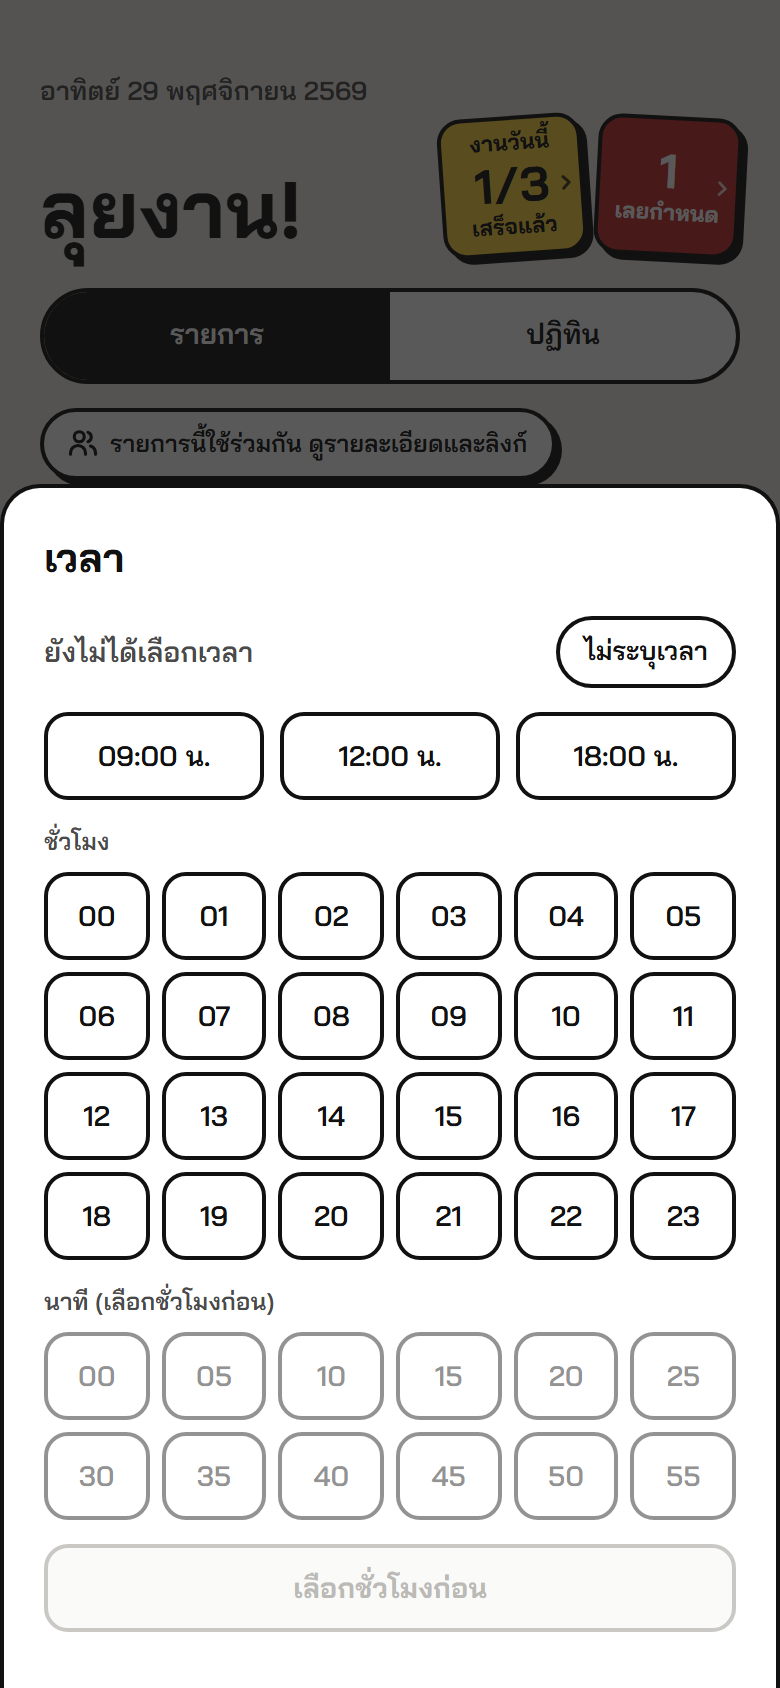 อาทิตย์ 29 พฤศจิกายน 2569
ลุยงาน!
งานวันนี้
1/3
เสร็จแล้ว
1
เลยกำหนด
รายการ
ปฏิทิน
รายการนี้ใช้ร่วมกัน ดูรายละเอียดและลิงก์
เวลา
ยังไม่ได้เลือกเวลา
ไม่ระบุเวลา
09:00 น. 12:00 น. 18:00 น.
ชั่วโมง
00 01 02 03 04 05
06 07 08 09 10 11
12 13 14 15 16 17
18 19 20 21 22 23
นาที (เลือกชั่วโมงก่อน)
00 05 10 15 20 25
30 35 40 45 50 55
เลือกชั่วโมงก่อน